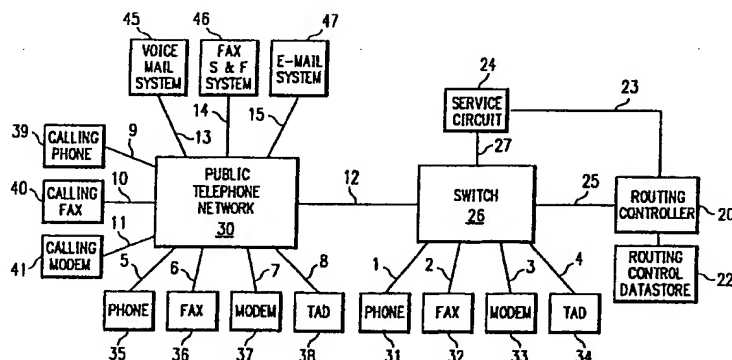 45
46
47
VOICE
MAIL
SYSTEM
FAX
S & F
SYSTEM
E-MAIL
SYSTEM
24
SERVICE
CIRCUIT
23
13
14
15
27
39
CALLING
PHONE
9
40
CALLING
FAX
10
41
CALLING
MODEM
11
PUBLIC
TELEPHONE
NETWORK
30
12
SWITCH
26
25
ROUTING
CONTROLLER
20
ROUTING
CONTROL
DATASTORE
22
5
6
7
8
1
2
3
4
PHONE
FAX
MODEM
TAD
PHONE
FAX
MODEM
TAD
35
36
37
38
31
32
33
34